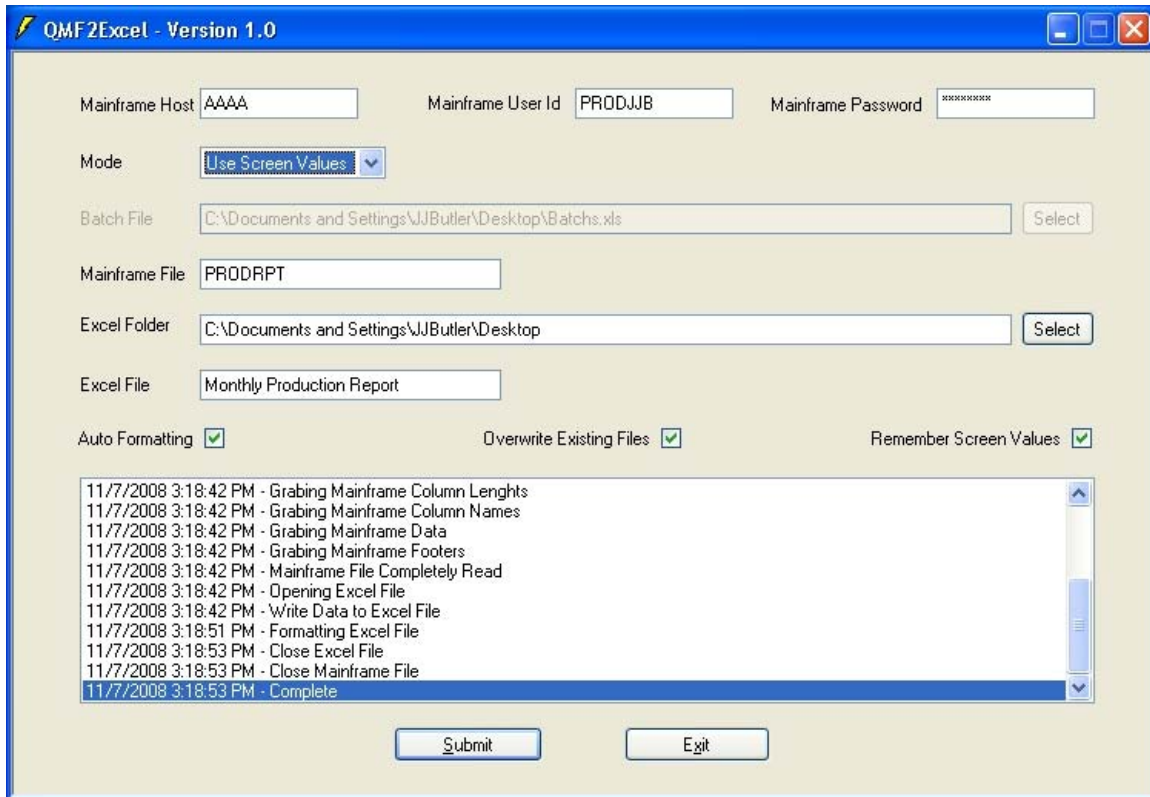 QMF2Excel - Version 1.0
Mainframe Host AAAA Mainframe User Id PRODJJB Mainframe Password ********
Mode Use Screen Values
Batch File C:\Documents and Settings\JJButler\Desktop\Batchs.xls Select
Mainframe File PRODRPT
Excel Folder C:\Documents and Settings\JJButler\Desktop Select
Excel File Monthly Production Report
Auto Formatting Overwrite Existing Files Remember Screen Values
11/7/2008 3:18:42 PM - Grabing Mainframe Column Lenghts
11/7/2008 3:18:42 PM - Grabing Mainframe Column Names
11/7/2008 3:18:42 PM - Grabing Mainframe Data
11/7/2008 3:18:42 PM - Grabing Mainframe Footers
11/7/2008 3:18:42 PM - Mainframe File Completely Read
11/7/2008 3:18:42 PM - Opening Excel File
11/7/2008 3:18:42 PM - Write Data to Excel File
11/7/2008 3:18:51 PM - Formatting Excel File
11/7/2008 3:18:53 PM - Close Excel File
11/7/2008 3:18:53 PM - Close Mainframe File
11/7/2008 3:18:53 PM - Complete
Submit Exit